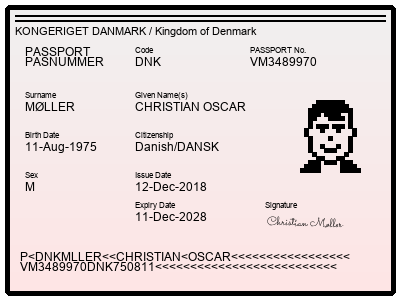 KONGERIGET DANMARK / Kingdom of Denmark
PASSPORT
PASNUMMER
Code
DNK
PASSPORT No.
VM3489970
Surname
MØLLER
Given Name(s)
CHRISTIAN OSCAR
Birth Date
11-Aug-1975
Citizenship
Danish/DANSK
Sex
M
Issue Date
12-Dec-2018
Expiry Date
11-Dec-2028
Signature
Christian Møller
P<DNKMLLER<<CHRISTIAN<OSCAR<<<<<<<<<<<<<<<<<
VM3489970DNK750811<<<<<<<<<<<<<<<<<<<<<<<<<<